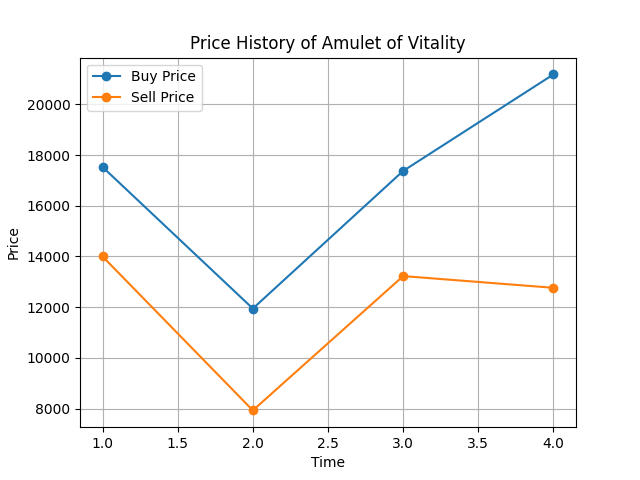 Price History of Amulet of Vitality
Buy Price
Sell Price
Price
20000
18000
16000
14000
12000
10000
8000
1.0 1.5 2.0 2.5 3.0 3.5 4.0
Time